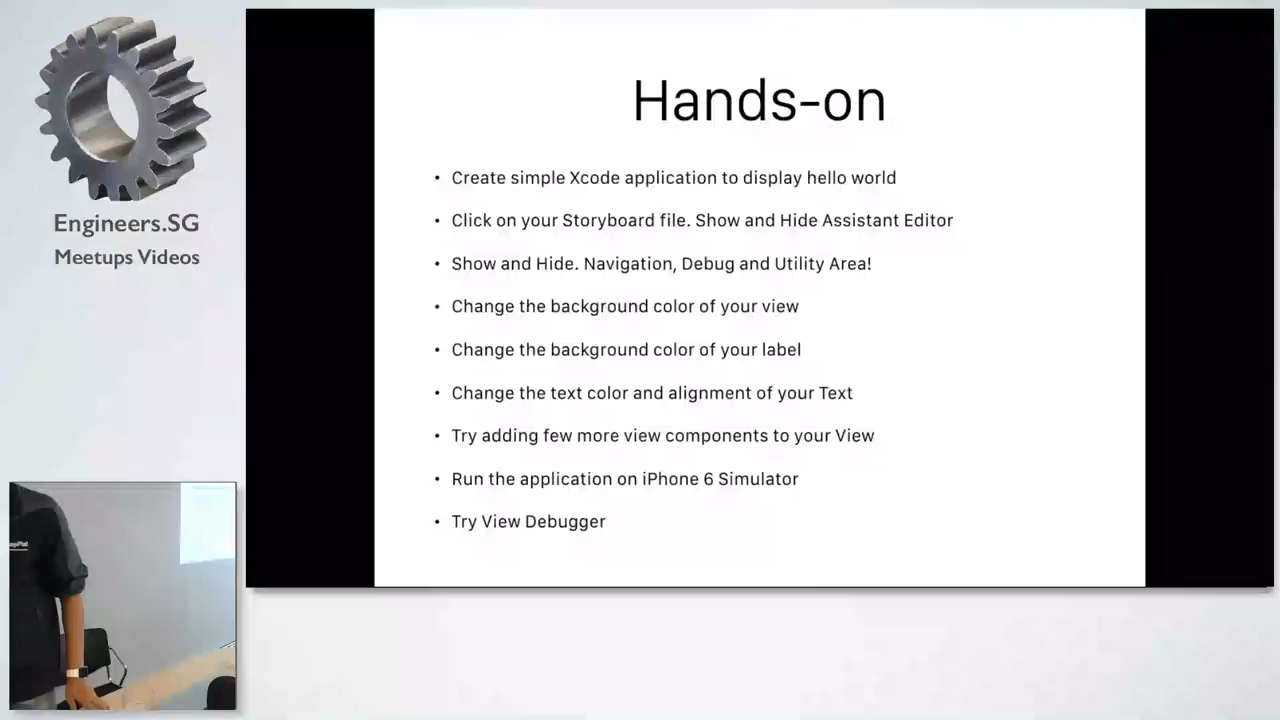 Engineers.SG
Meetups Videos
Hands-on
• Create simple Xcode application to display hello world
• Click on your Storyboard file. Show and Hide Assistant Editor
• Show and Hide. Navigation, Debug and Utility Area!
• Change the background color of your view
• Change the background color of your label
• Change the text color and alignment of your Text
• Try adding few more view components to your View
• Run the application on iPhone 6 Simulator
• Try View Debugger